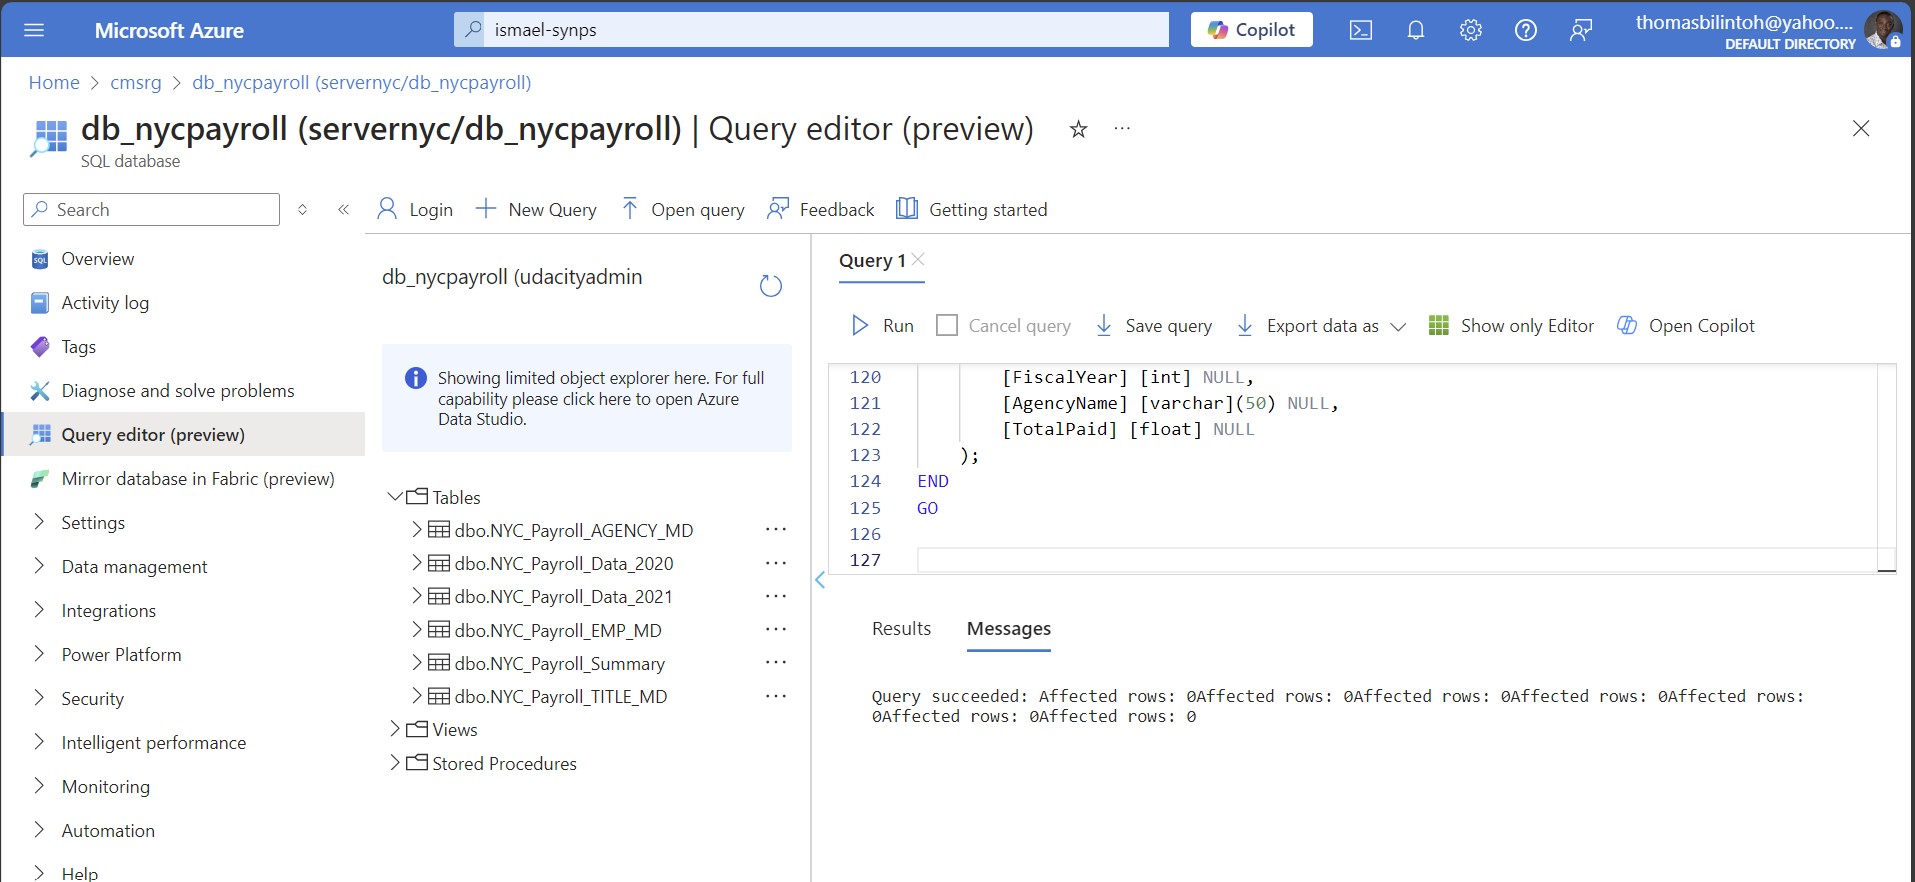 Microsoft Azure
ismael-synps
Copilot
thomasbilintoh@yahoo....
DEFAULT DIRECTORY
Home > cmsrg > db_nycpayroll (servernyc/db_nycpayroll)
db_nycpayroll (servernyc/db_nycpayroll) | Query editor (preview)
SQL database
Search
Overview
Activity log
Tags
Diagnose and solve problems
Query editor (preview)
Mirror database in Fabric (preview)
Settings
Data management
Integrations
Power Platform
Security
Intelligent performance
Monitoring
Automation
Help
Login
New Query
Open query
Feedback
Getting started
db_nycpayroll (udacityadmin
Showing limited object explorer here. For full
capability please click here to open Azure
Data Studio.
Tables
dbo.NYC_Payroll_AGENCY_MD
dbo.NYC_Payroll_Data_2020
dbo.NYC_Payroll_Data_2021
dbo.NYC_Payroll_EMP_MD
dbo.NYC_Payroll_Summary
dbo.NYC_Payroll_TITLE_MD
Views
Stored Procedures
Query 1
Run
Cancel query
Save query
Export data as
Show only Editor
Open Copilot
120 [FiscalYear] [int] NULL,
121 [AgencyName] [varchar](50) NULL,
122 [TotalPaid] [float] NULL
123 );
124 END
125 GO
126
127
Results
Messages
Query succeeded: Affected rows: 0Affected rows: 0Affected rows: 0Affected rows: 0Affected rows:
0Affected rows: 0Affected rows: 0